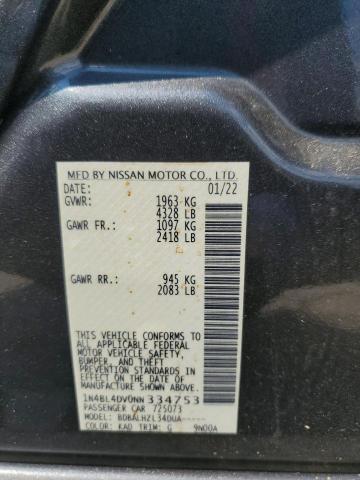 MFD BY NISSAN MOTOR CO., LTD.
DATE: 01/22
GVWR: 1963 KG
4328 LB
GAWR FR.: 1097 KG
2418 LB
GAWR RR.: 945 KG
2083 LB
THIS VEHICLE CONFORMS TO
ALL APPLICABLE FEDERAL
MOTOR VEHICLE SAFETY,
BUMPER, AND THEFT
PREVENTION STANDARDS IN
EFFECT ON THE DATE OF
MANUFACTURE SHOWN ABOVE.
1N4BL4DV0NN334753
PASSENGER CAR 725073
MODEL: BDBALHZL34DUA-----
COLOR: KAD TRIM: G 9N00A